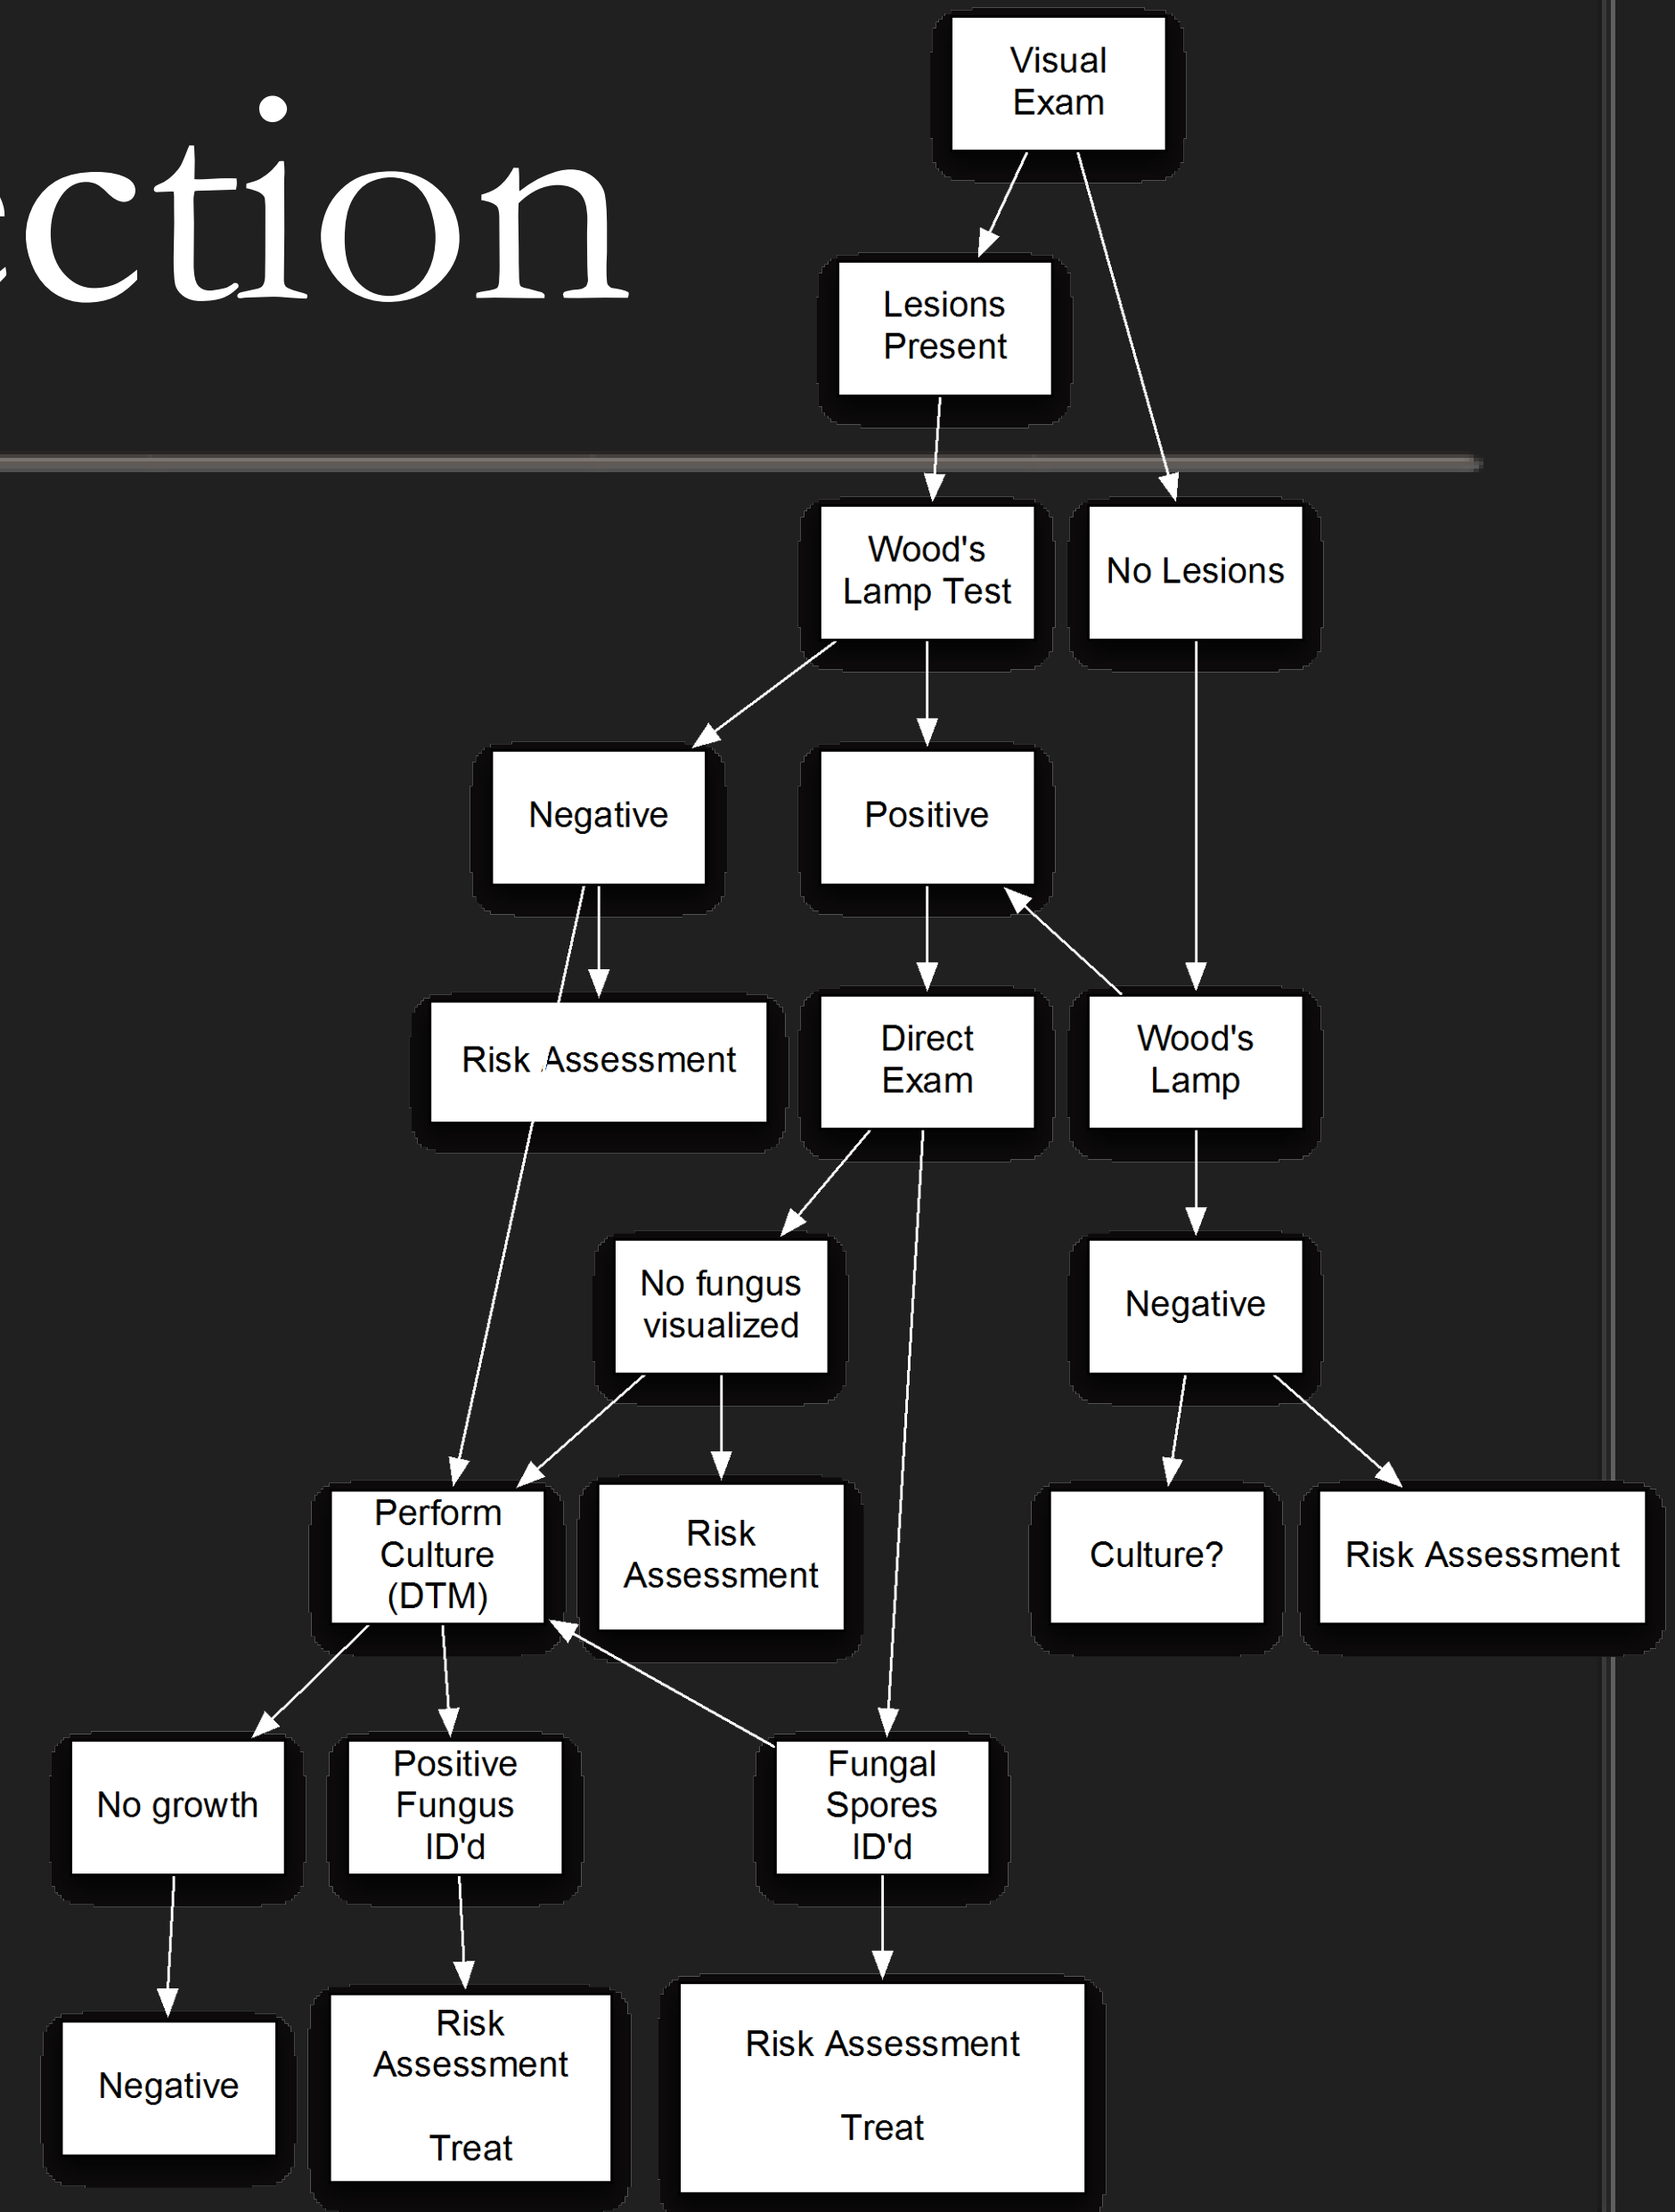 ction
Visual
Exam
Lesions
Present
Wood's
Lamp Test
No Lesions
Negative
Positive
Risk Assessment
Direct
Exam
Wood's
Lamp
No fungus
visualized
Negative
Perform
Culture
(DTM)
Risk
Assessment
Culture?
Risk Assessment
No growth
Positive
Fungus
ID'd
Fungal
Spores
ID'd
Negative
Risk
Assessment
Treat
Risk Assessment
Treat